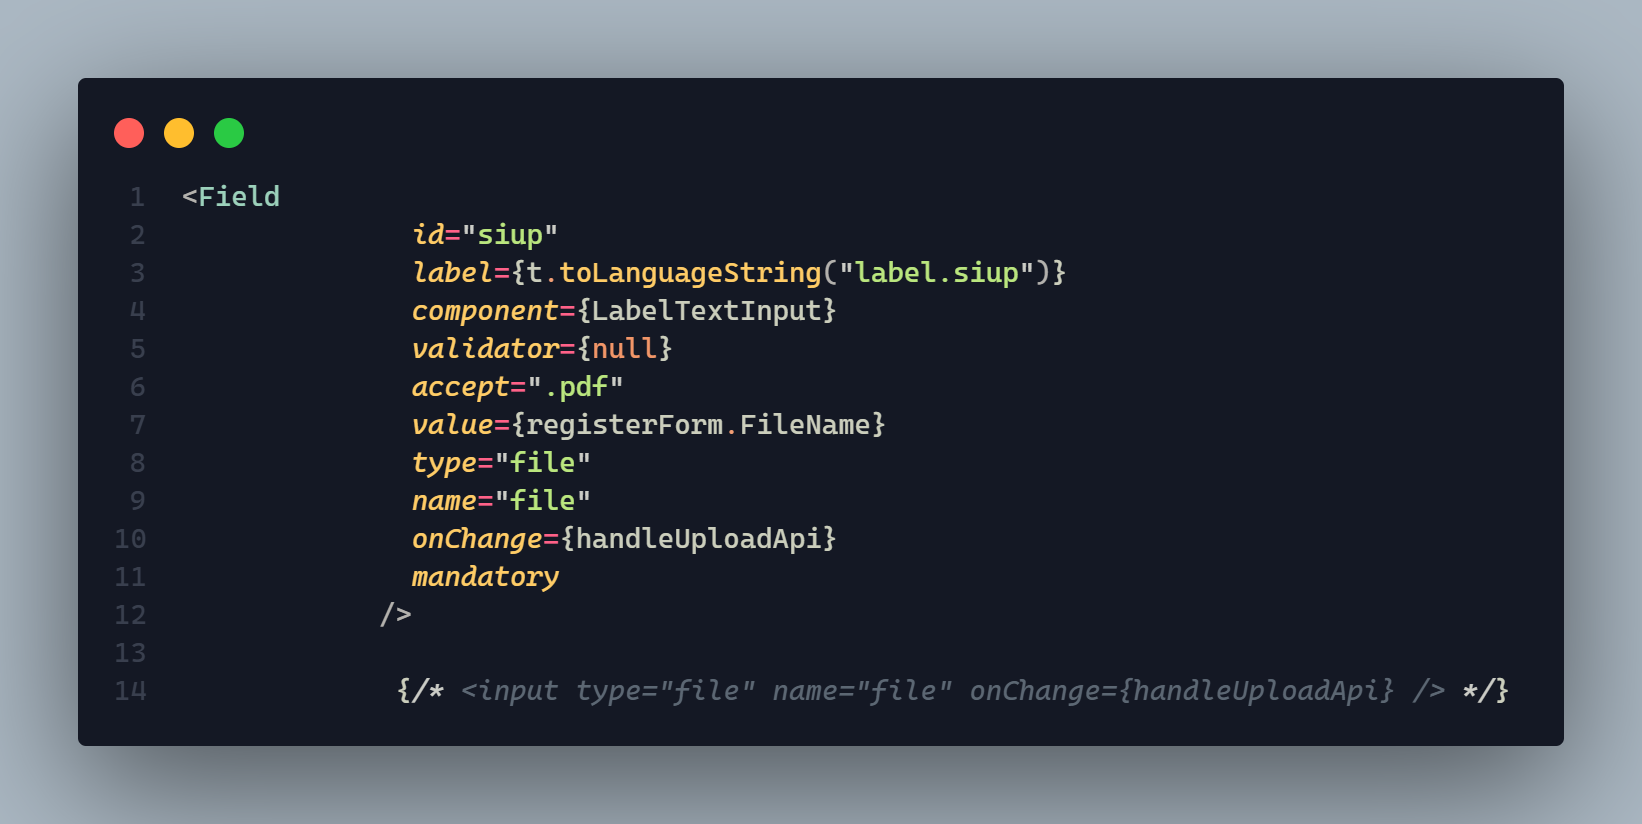 1 <Field
2 id="siup"
3 label={t.toLanguageString("label.siup")}
4 component={LabelTextInput}
5 validator={null}
6 accept=".pdf"
7 value={registerForm.FileName}
8 type="file"
9 name="file"
10 onChange={handleUploadApi}
11 mandatory
12 />
13
14 {/* <input type="file" name="file" onChange={handleUploadApi} /> */}